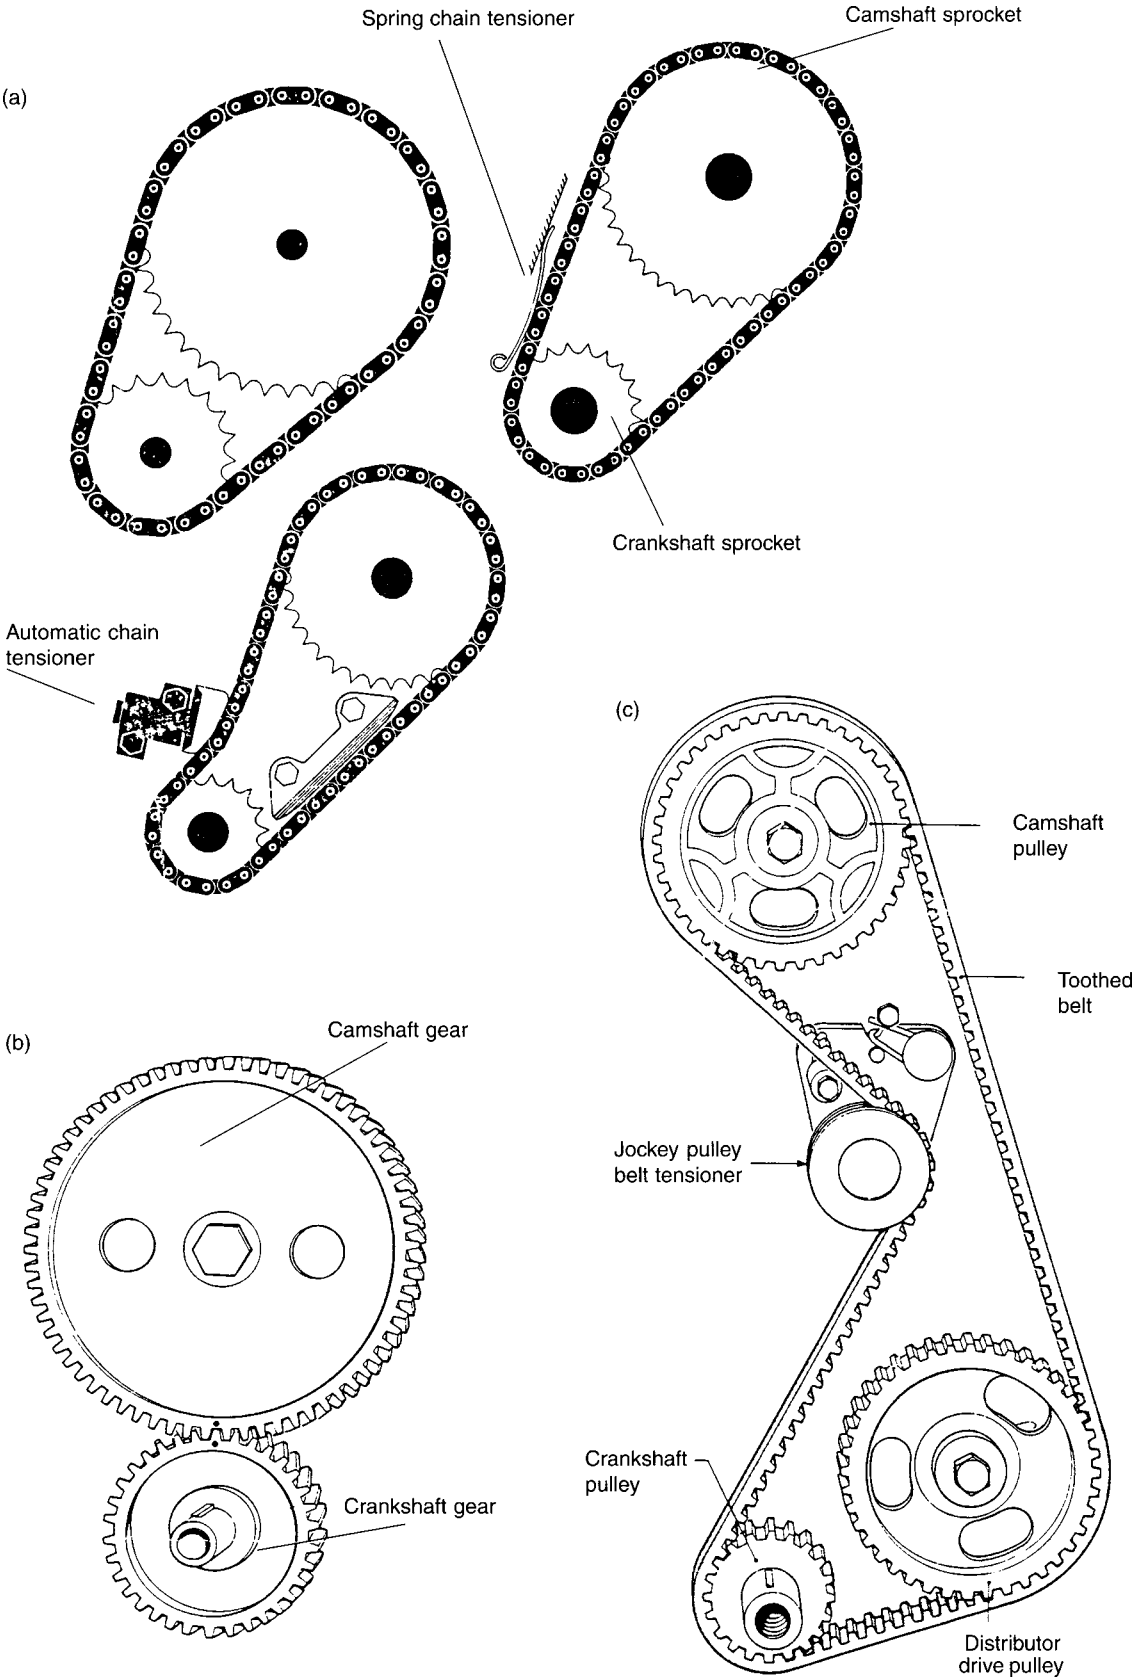 Spring chain tensioner
Camshaft sprocket
(a)
Crankshaft sprocket
Automatic chain
tensioner
(c)
Camshaft
pulley
Toothed
belt
(b)
Camshaft gear
Jockey pulley
belt tensioner
Crankshaft
pulley
Crankshaft gear
Distributor
drive pulley